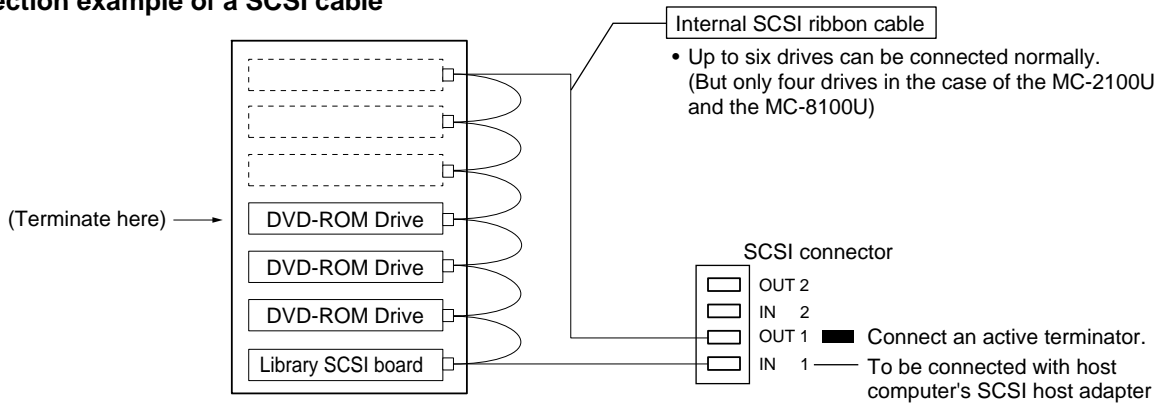 ection example of a SCSI cable
Internal SCSI ribbon cable
• Up to six drives can be connected normally.
(But only four drives in the case of the MC-2100U
and the MC-8100U)
(Terminate here)
DVD-ROM Drive
DVD-ROM Drive
DVD-ROM Drive
Library SCSI board
SCSI connector
OUT 2
IN 2
OUT 1 Connect an active terminator.
IN 1 To be connected with host
computer's SCSI host adapter